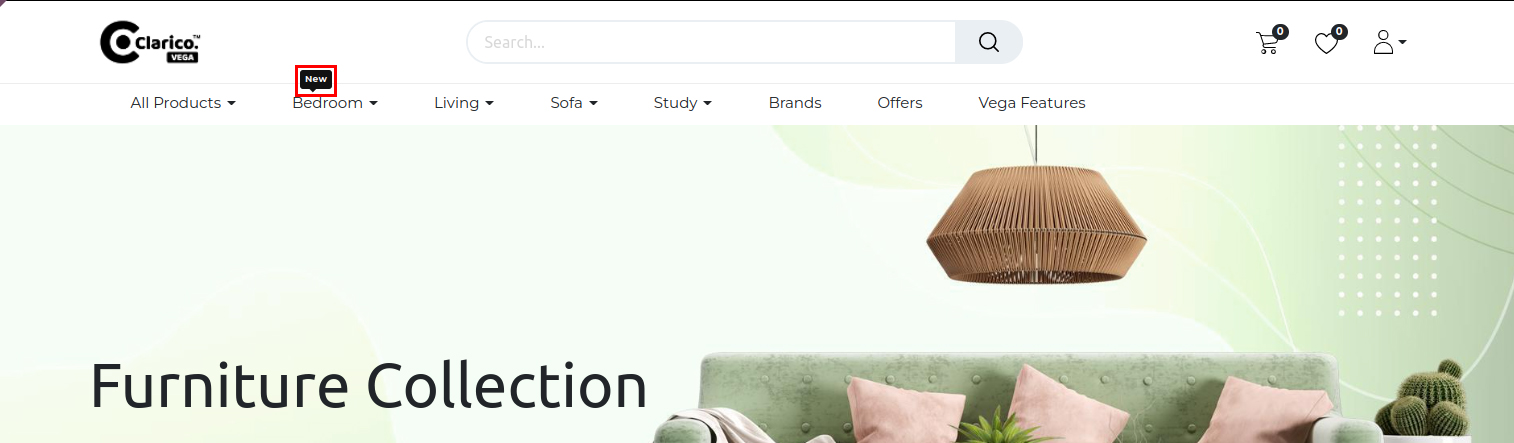 Clarico.™
VEGA
Search...
0
0
New
All Products
Bedroom
Living
Sofa
Study
Brands
Offers
Vega Features
Furniture Collection